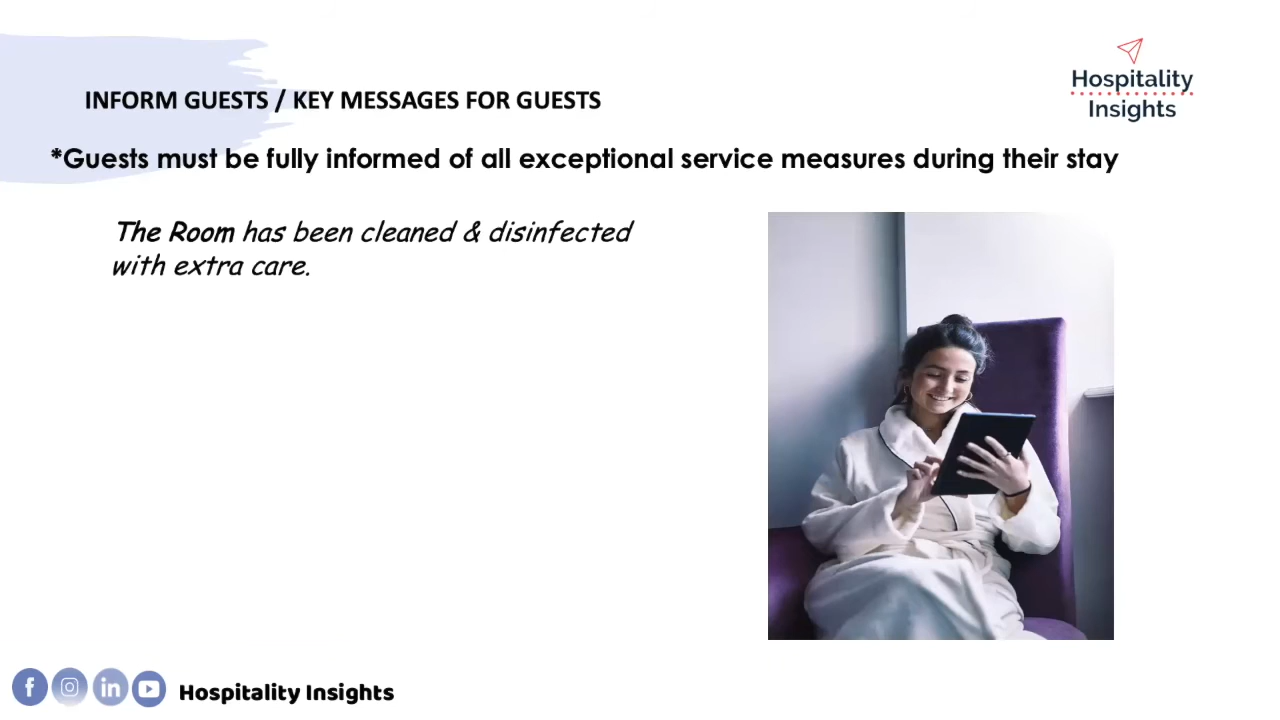 INFORM GUESTS / KEY MESSAGES FOR GUESTS
Hospitality
Insights
*Guests must be fully informed of all exceptional service measures during their stay
The Room has been cleaned & disinfected
with extra care.
f in Hospitality Insights